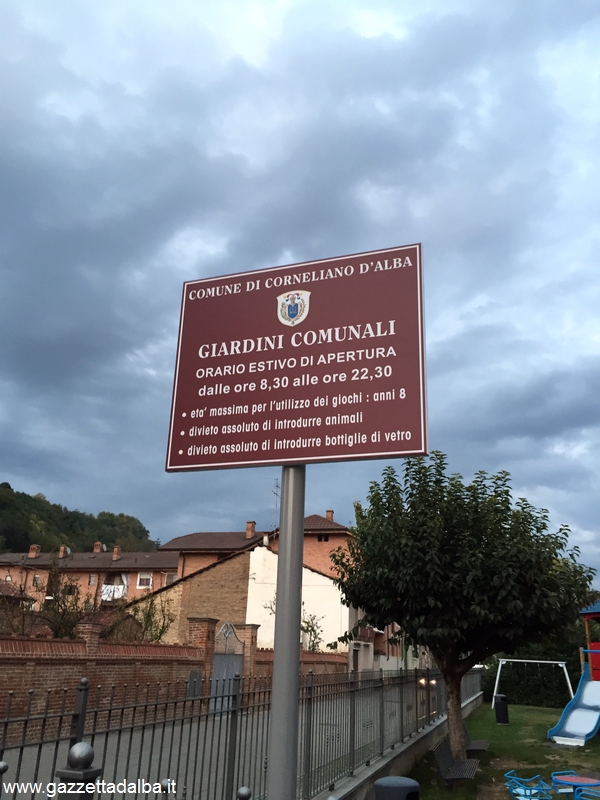 COMUNE DI CORNELIANO D'ALBA
GIARDINI COMUNALI
ORARIO ESTIVO DI APERTURA
dalle ore 8,30 alle ore 22,30
• eta' massima per l'utilizzo dei giochi : anni 8
• divieto assoluto di introdurre animali
• divieto assoluto di introdurre bottiglie di vetro
www.gazzettadalba.it